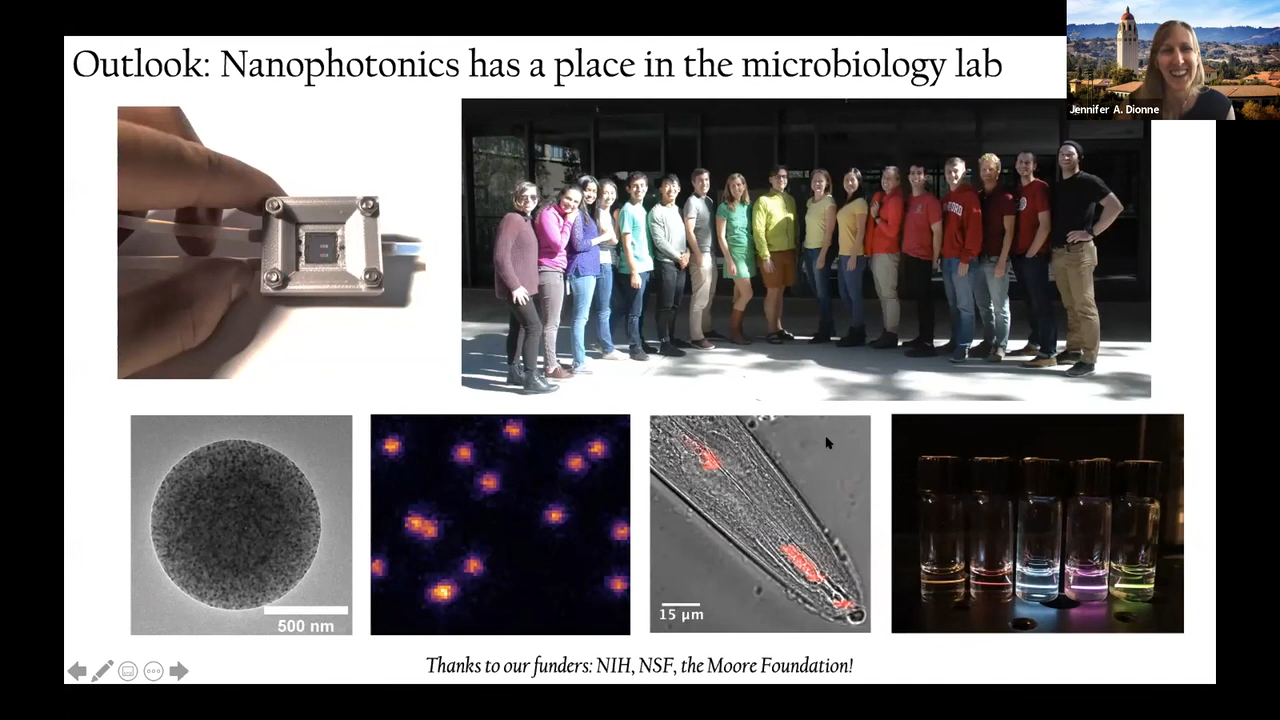 Outlook: Nanophotonics has a place in the microbiology lab
Jennifer A. Dionne
500 nm
15 μm
Thanks to our funders: NIH, NSF, the Moore Foundation!